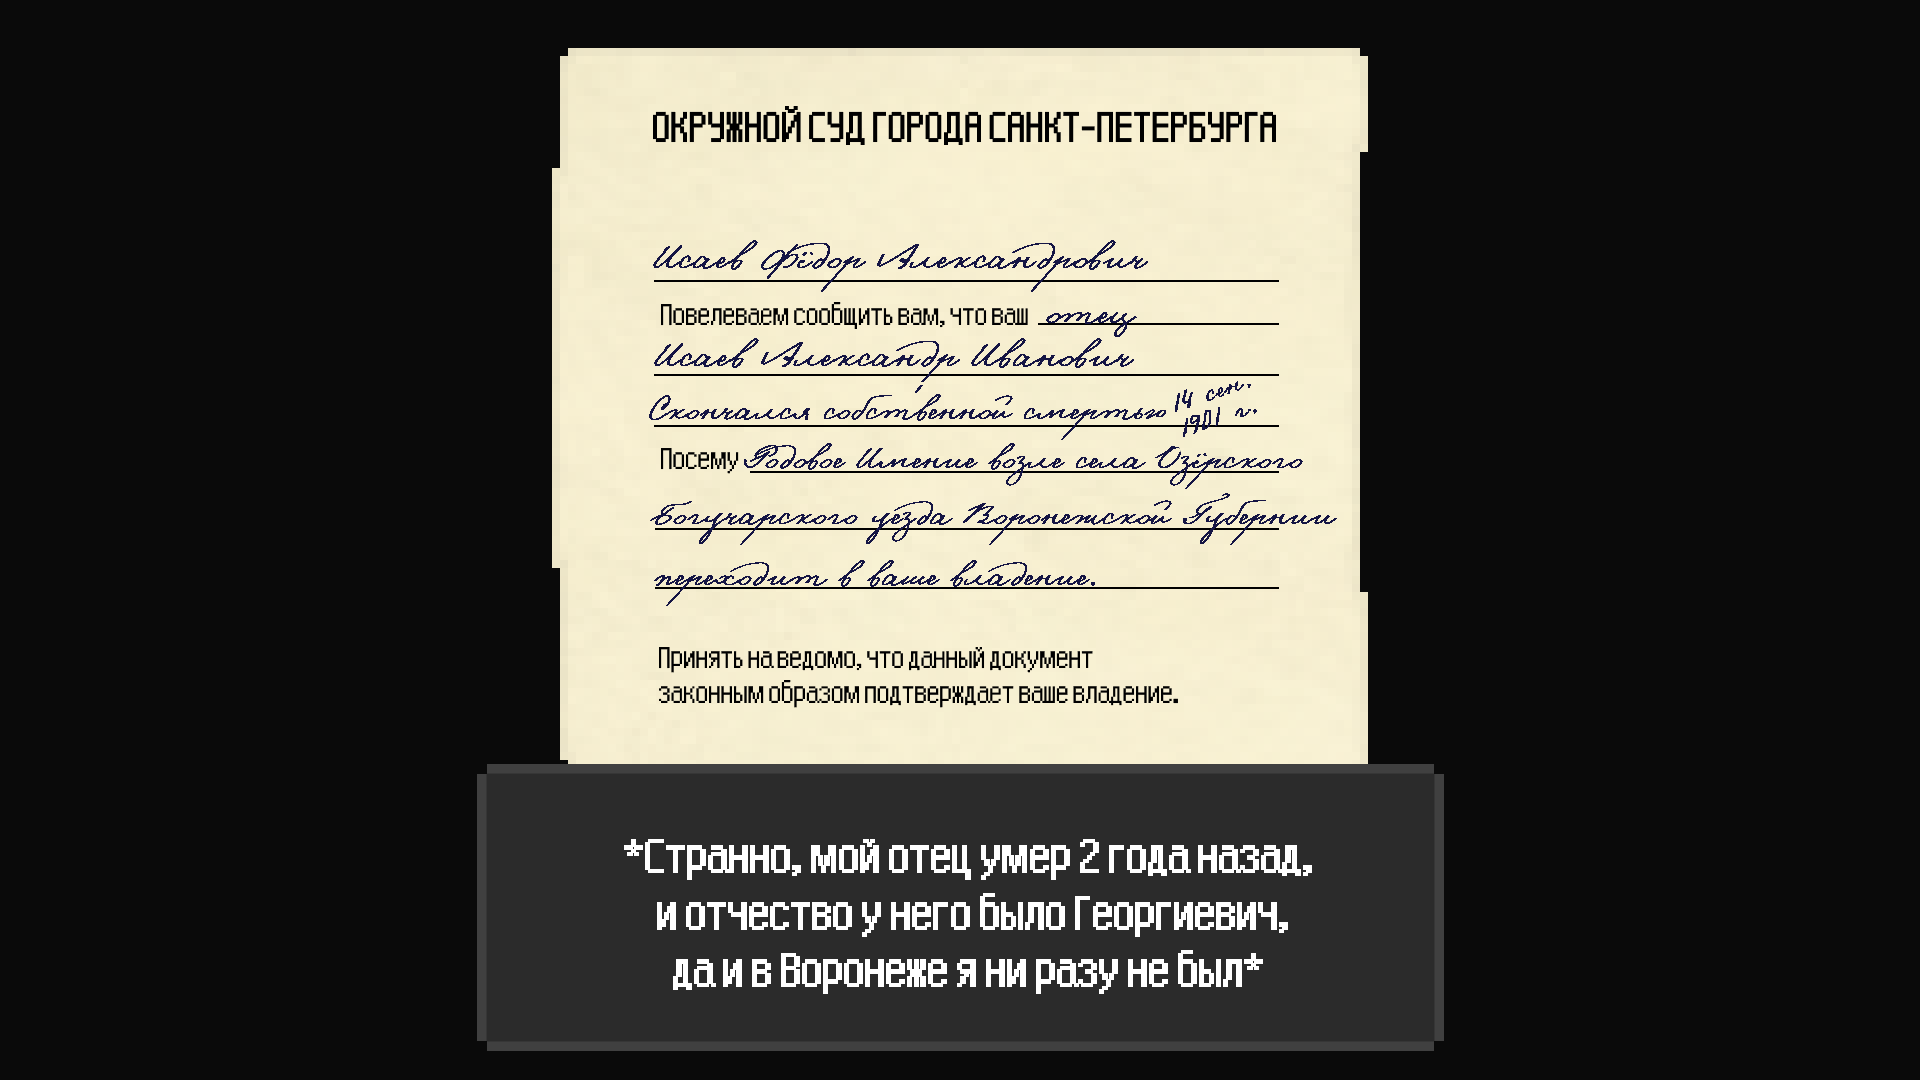 ОКРУЖНОЙ СУД ГОРОДА САНКТ-ПЕТЕРБУРГА
Исаев Фёдор Александрович
Повелеваем сообщить вам, что ваш отец
Исаев Александр Иванович
Скончался собственной смертью 14 сен. 1901 г.
Посему Родовое Имение возле села Озёрского
Богучарского уезда Воронежской Губернии
переходит в ваше владение.
Принять на ведомо, что данный документ
законным образом подтверждает ваше владение.
*Странно, мой отец умер 2 года назад,
и отчество у него было Георгиевич,
да и в Воронеже я ни разу не был*